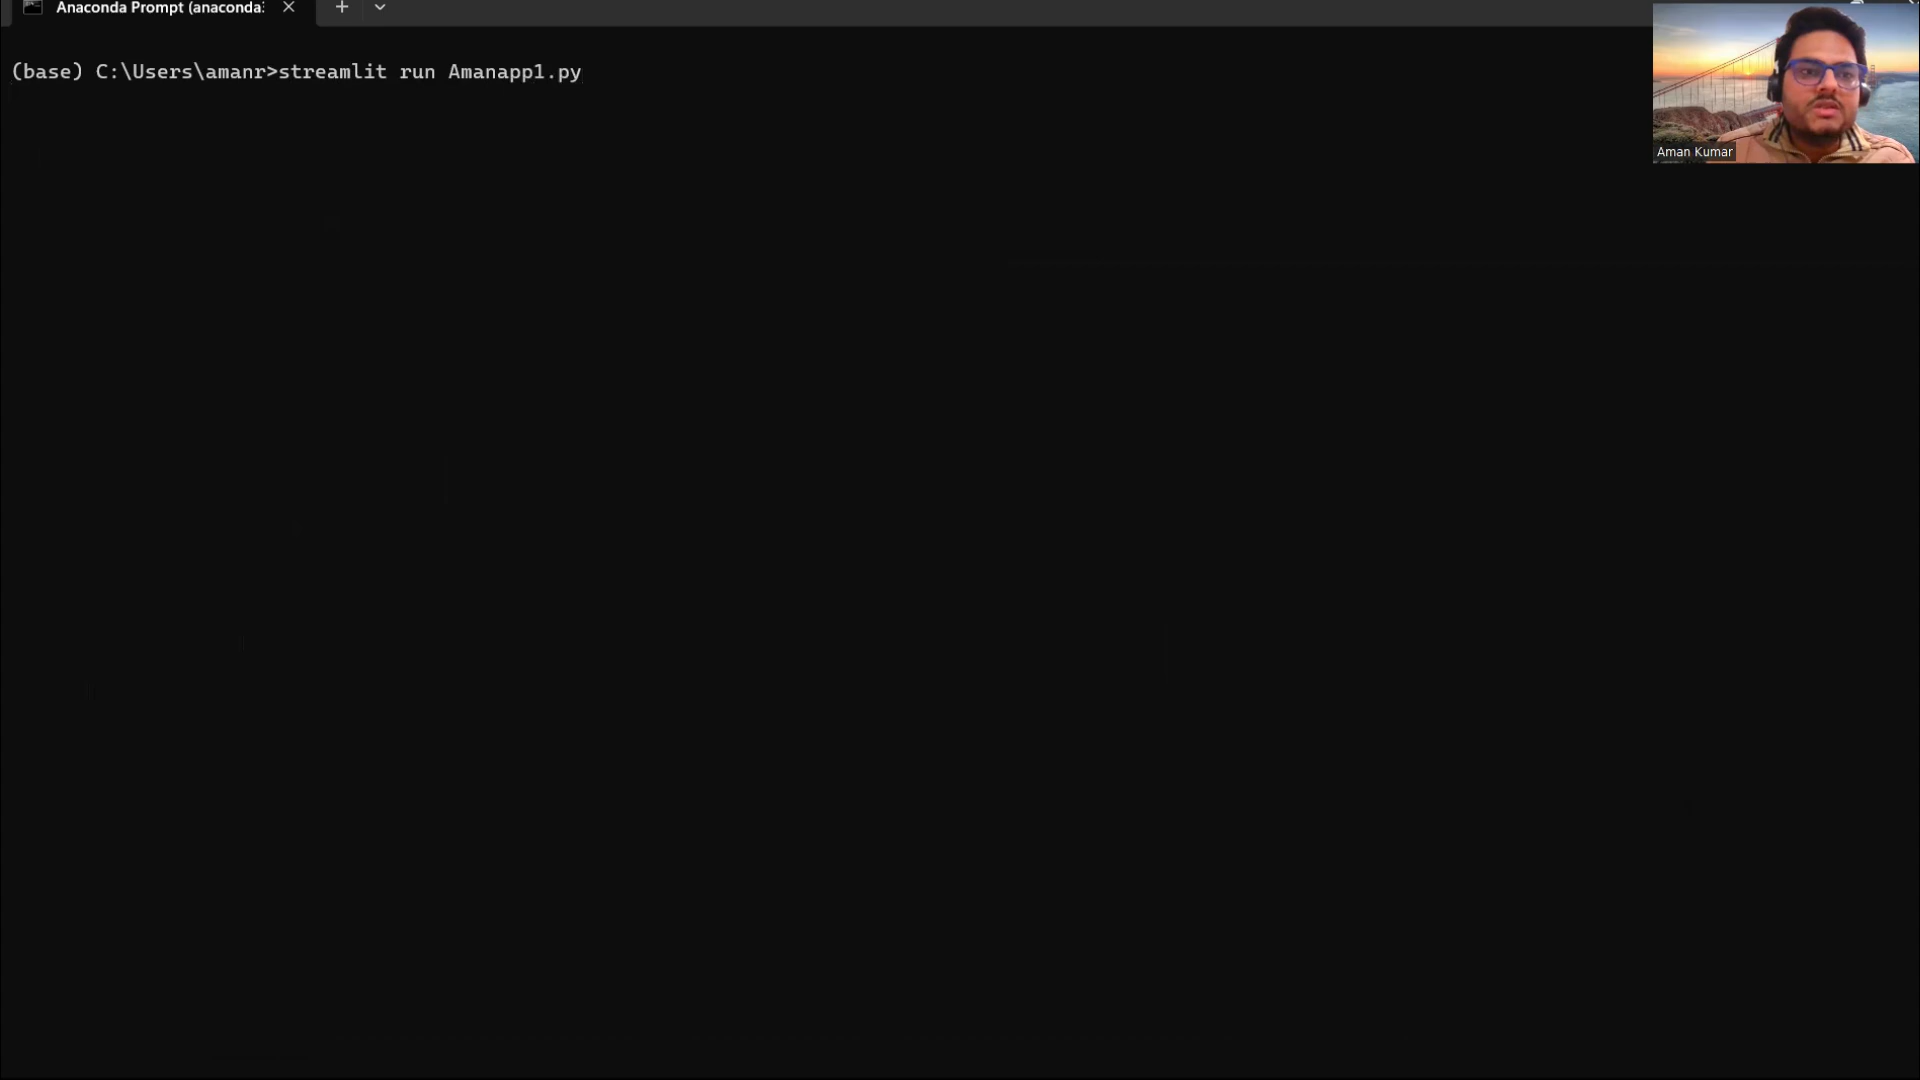 Anaconda Prompt (anaconda:
(base) C:\Users\amanr>streamlit run Amanapp1.py
Aman Kumar